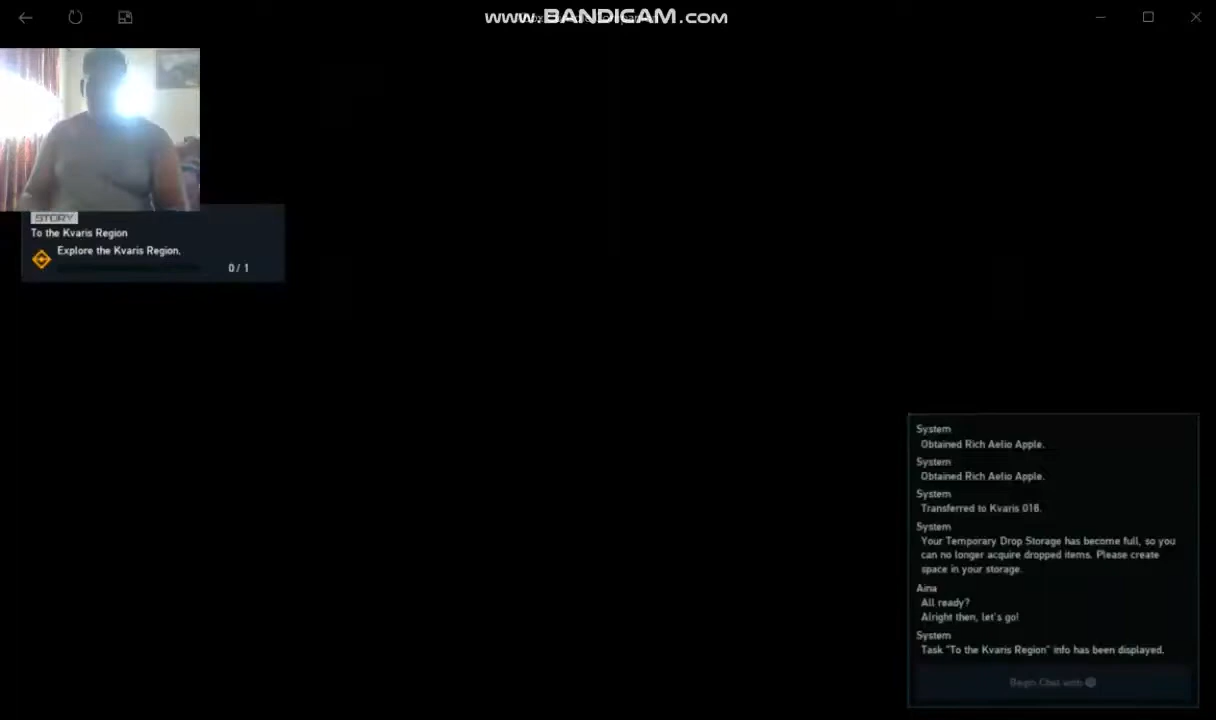 www.BANDICAM.com
STORY
To the Kvaris Region
Explore the Kvaris Region.
0 / 1
System
Obtained Rich Aelio Apple.
System
Obtained Rich Aelio Apple.
System
Transferred to Kvaris 018.
System
Your Temporary Drop Storage has become full, so you
can no longer acquire dropped items. Please create
space in your storage.
Aina
All ready?
Alright then, let's go!
System
Task "To the Kvaris Region" info has been displayed.
Begin Chat with